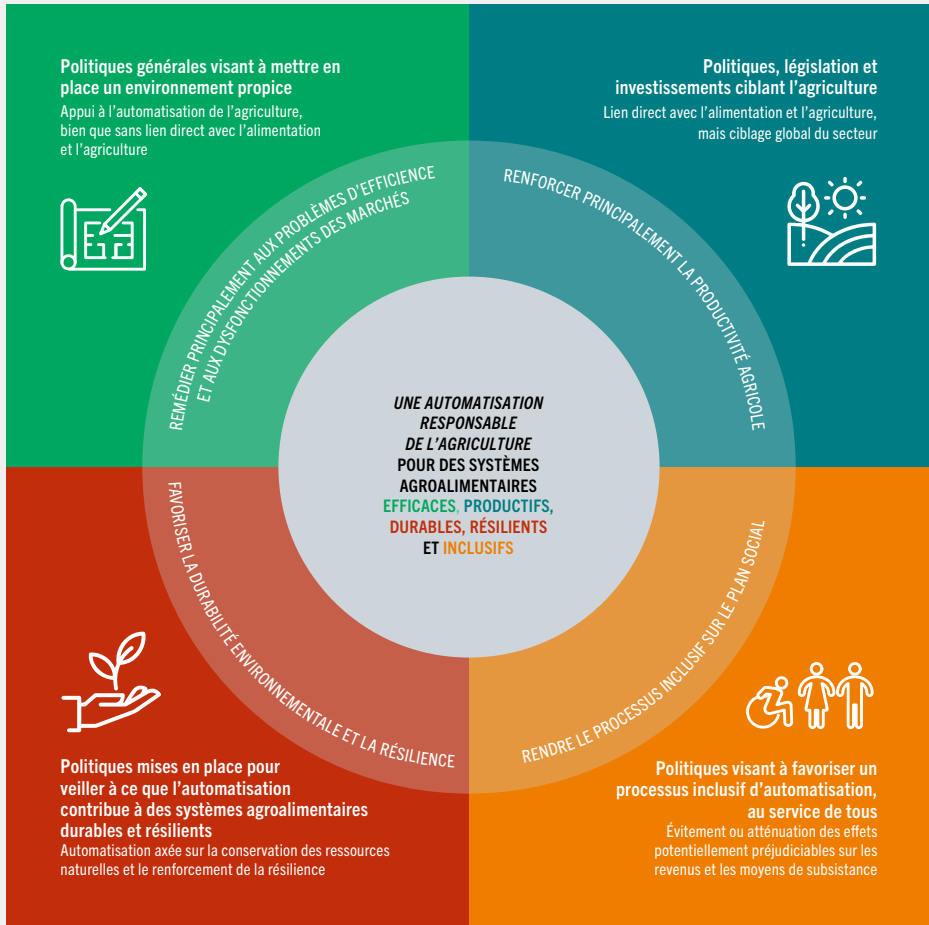 Politiques générales visant à mettre en
place un environnement propice
Appui à l'automatisation de l'agriculture,
bien que sans lien direct avec l'alimentation
et l'agriculture
Politiques, législation et
investissements ciblant l'agriculture
Lien direct avec l'alimentation et l'agriculture,
mais ciblage global du secteur
REMÉDIER PRINCIPALEMENT AUX PROBLÈMES D'EFFICIENCE
ET AUX DYSFONCTIONNEMENTS DES MARCHÉS
RENFORCER PRINCIPALEMENT LA PRODUCTIVITÉ AGRICOLE
UNE AUTOMATISATION
RESPONSABLE
DE L'AGRICULTURE
POUR DES SYSTÈMES
AGROALIMENTAIRES
EFFICACES, PRODUCTIFS,
DURABLES, RÉSILIENTS
ET INCLUSIFS
FAVORISER LA DURABILITÉ ENVIRONNEMENTALE ET LA RÉSILIENCE
RENDRE LE PROCESSUS INCLUSIF SUR LE PLAN SOCIAL
Politiques mises en place pour
veiller à ce que l'automatisation
contribue à des systèmes agroalimentaires
durables et résilients
Automatisation axée sur la conservation des ressources
naturelles et le renforcement de la résilience
Politiques visant à favoriser un
processus inclusif d'automatisation,
au service de tous
Évitement ou atténuation des effets
potentiellement préjudiciables sur les
revenus et les moyens de subsistance